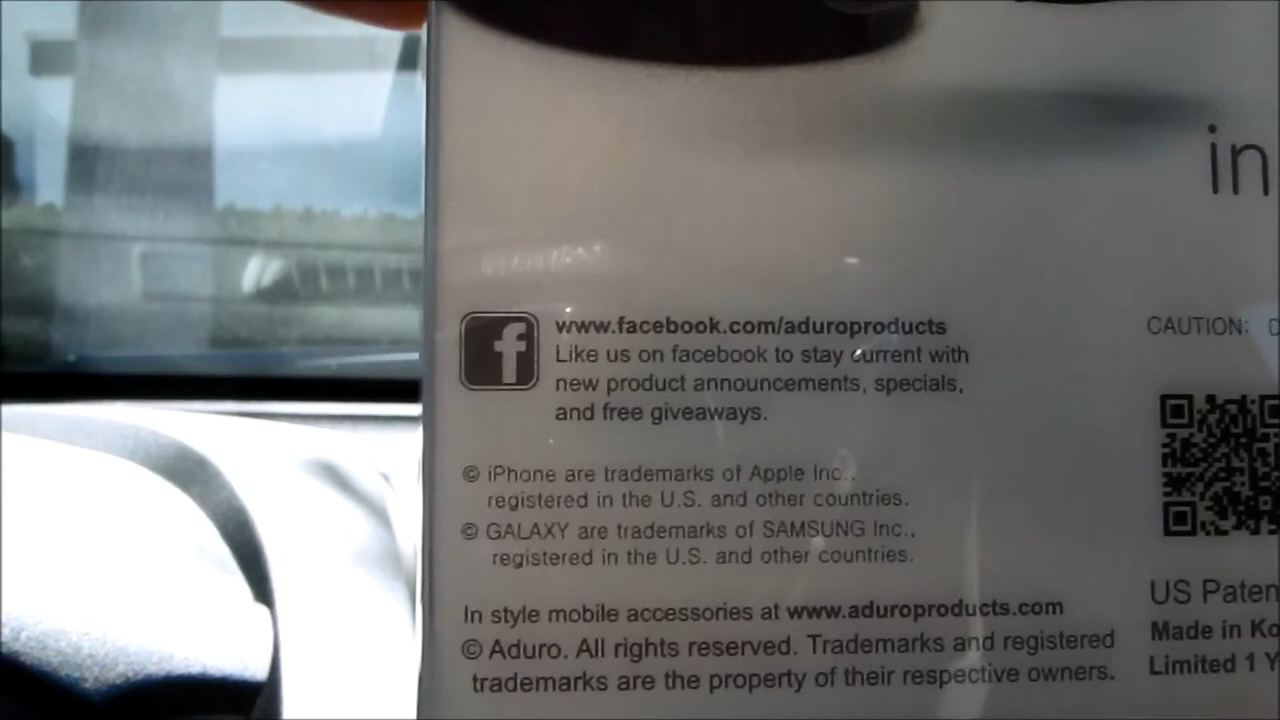 in
www.facebook.com/aduroproducts
Like us on facebook to stay current with
new product announcements, specials,
and free giveaways.
CAUTION:
© iPhone are trademarks of Apple Inc.,
registered in the U.S. and other countries.
© GALAXY are trademarks of SAMSUNG Inc.,
registered in the U.S. and other countries.
In style mobile accessories at www.aduroproducts.com
© Aduro. All rights reserved. Trademarks and registered
trademarks are the property of their respective owners.
US Paten
Made in Ko
Limited 1 Y